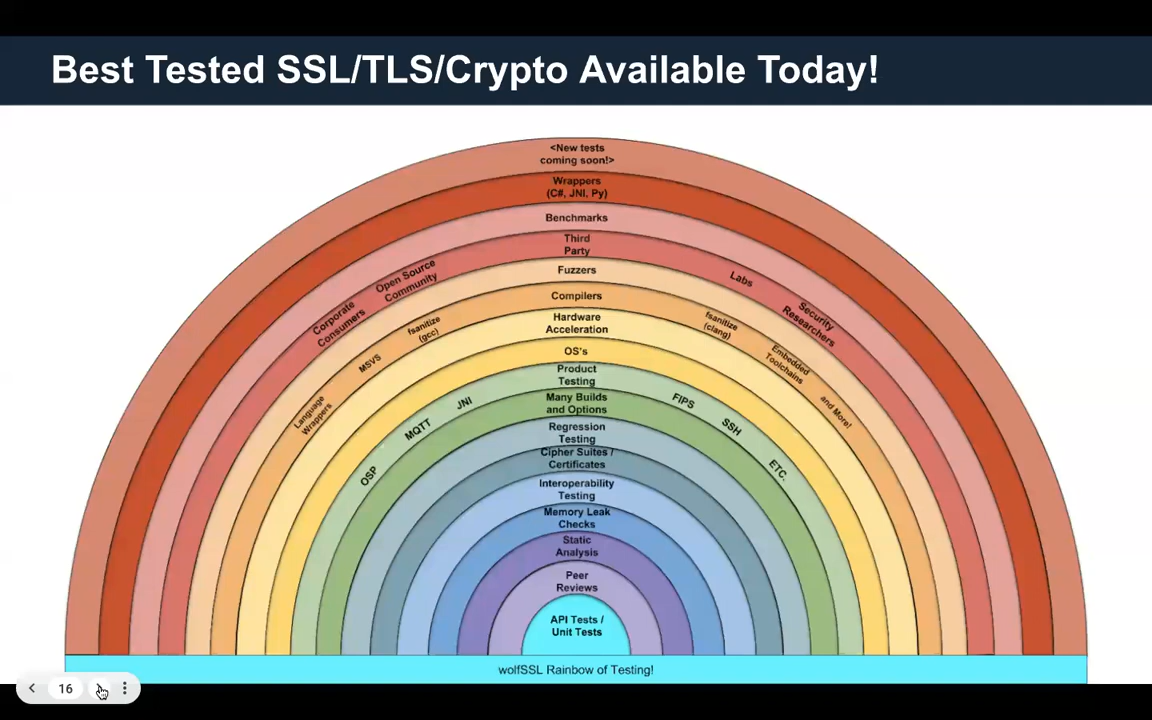 Best Tested SSL/TLS/Crypto Available Today!
<New tests
coming soon!>
Wrappers
(C#, JNI, Py)
Benchmarks
Third
Party
Corporate
Consumers
Open Source
Community
Labs
Security
Researchers
Fuzzers
Compilers
Language
Wrappers
MSVS
fsanitize
(gcc)
fsanitize
(clang)
Embedded
Toolchains
and More!
Hardware
Acceleration
OS's
Product
Testing
OSP
MQTT
JNI
FIPS
SSH
ETC.
Many Builds
and Options
Regression
Testing
Cipher Suites /
Certificates
Interoperability
Testing
Memory Leak
Checks
Static
Analysis
Peer
Reviews
API Tests /
Unit Tests
wolfSSL Rainbow of Testing!
16